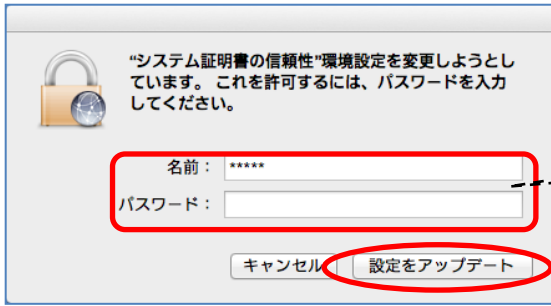 “システム証明書の信頼性”環境設定を変更しようとし
ています。 これを許可するには、パスワードを入力
してください。
名前： *****
パスワード：
キャンセル 設定をアップデート